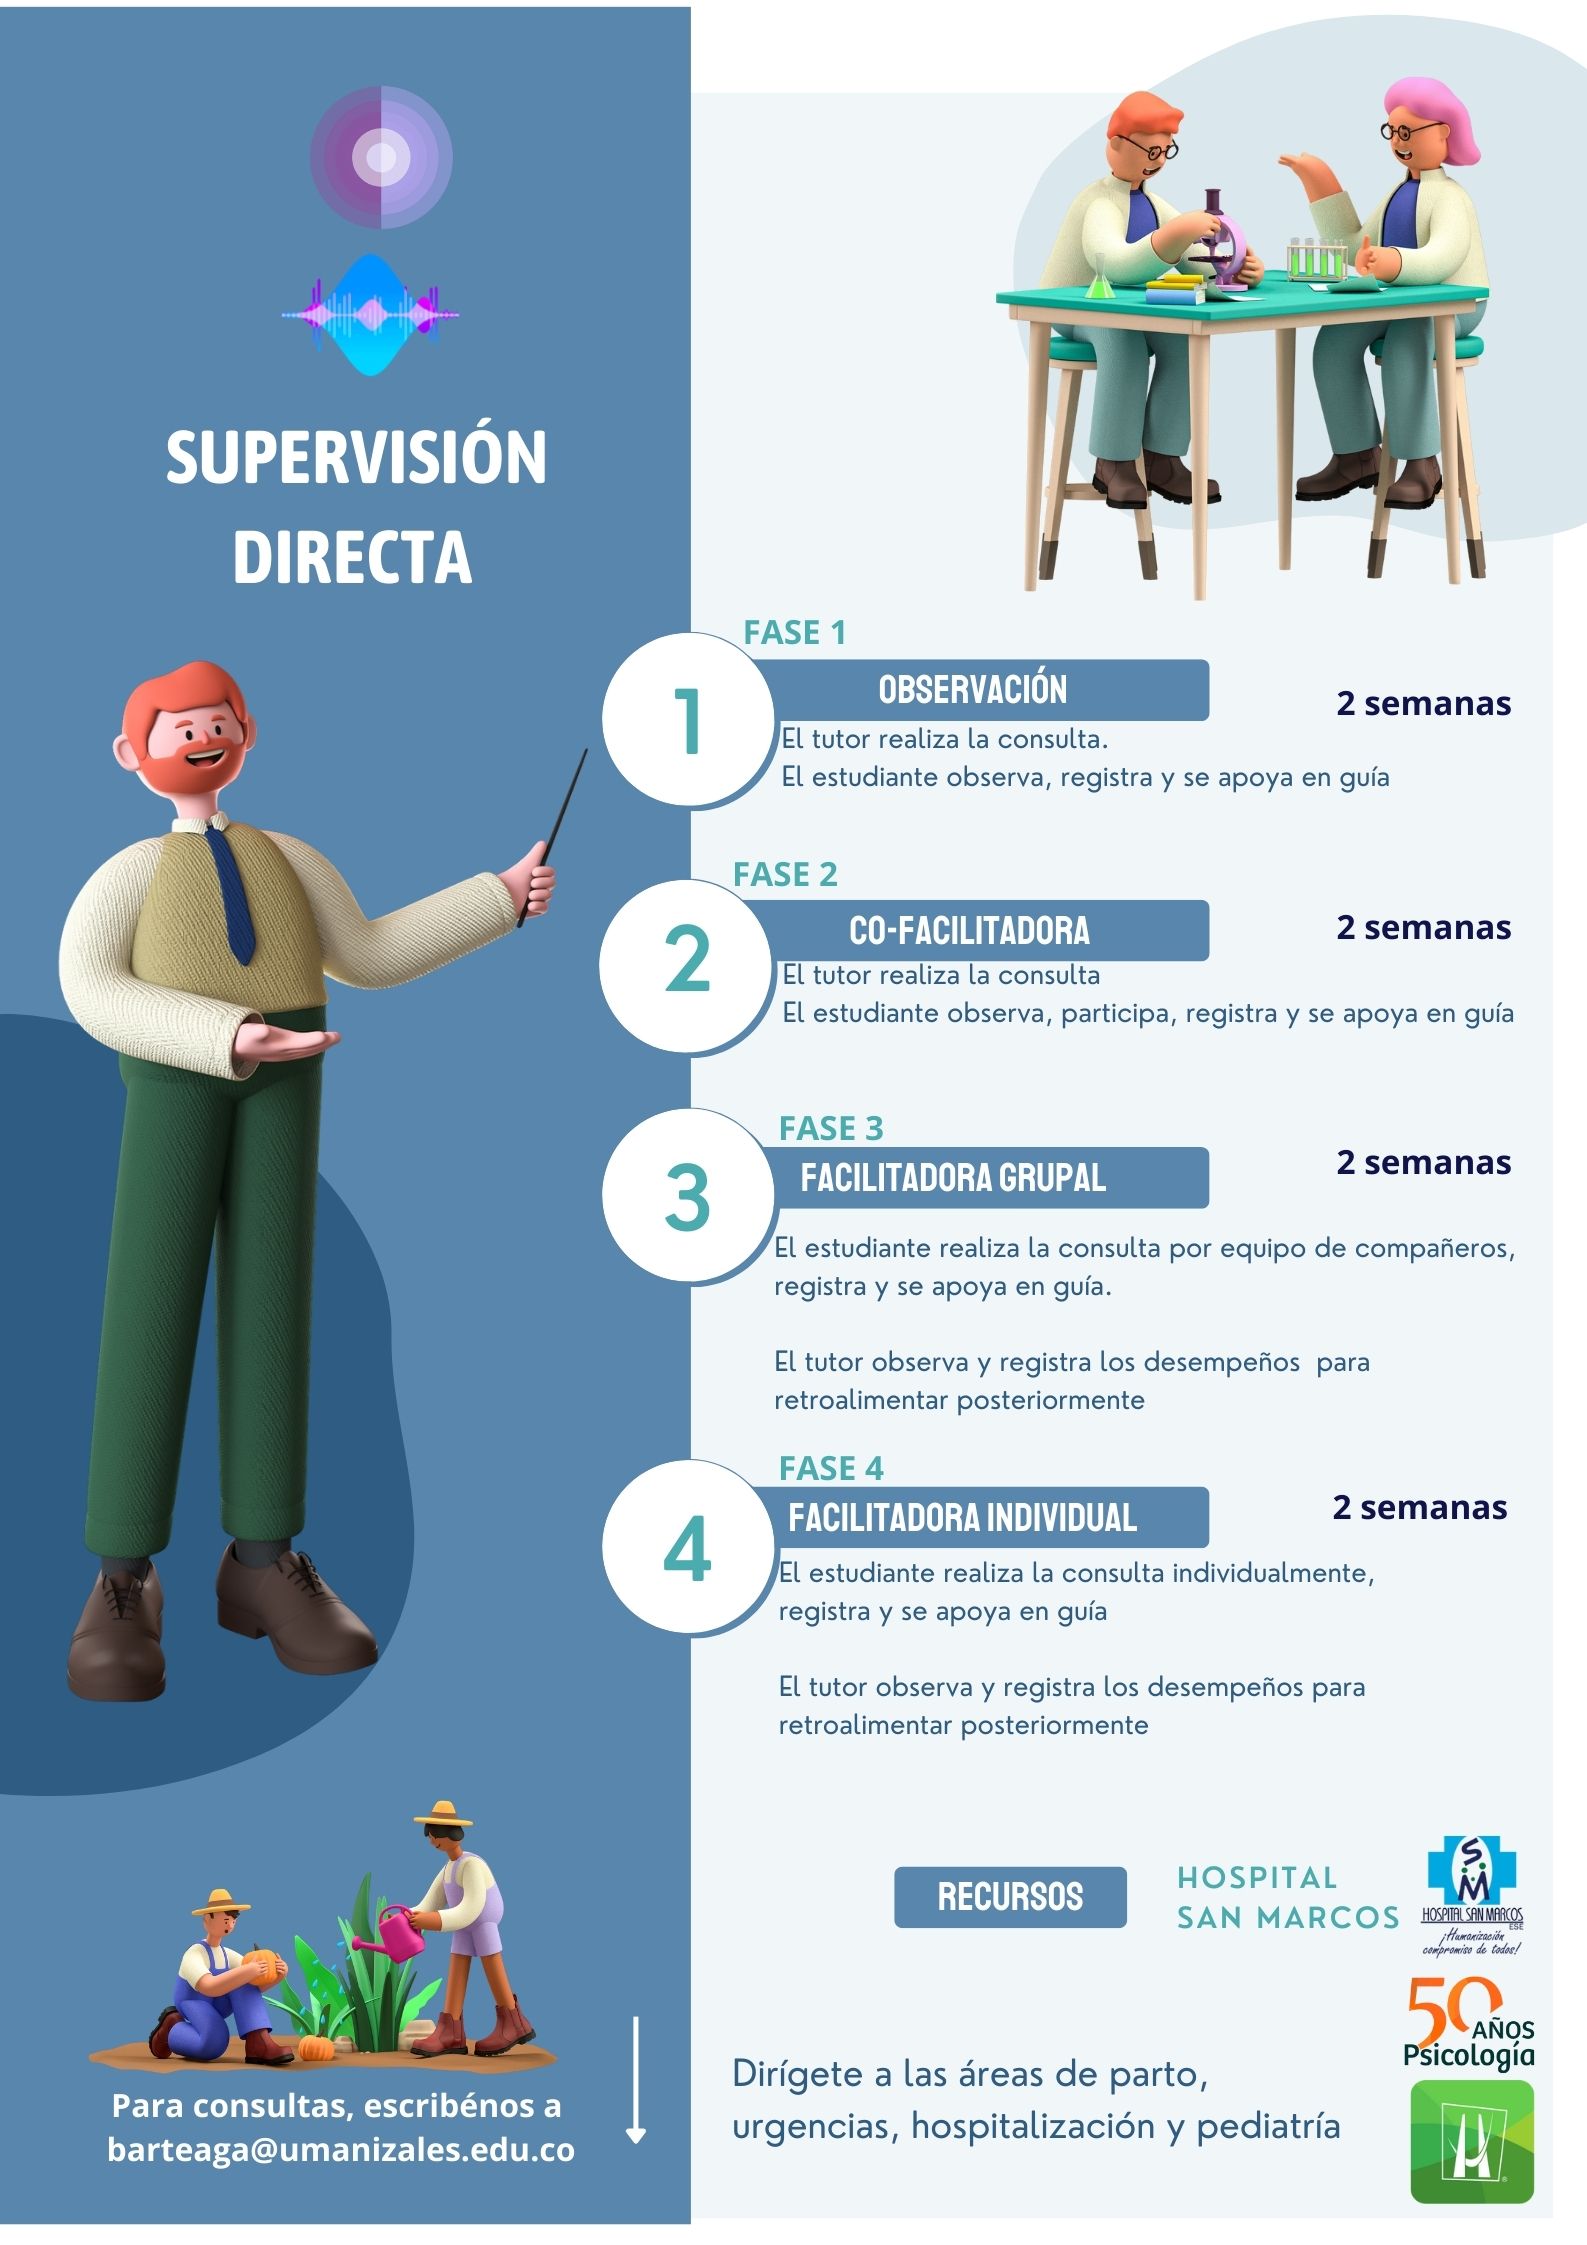 SUPERVISIÓN
DIRECTA
FASE 1
1
OBSERVACIÓN
2 semanas
El tutor realiza la consulta.
El estudiante observa, registra y se apoya en guía
FASE 2
2
CO-FACILITADORA
2 semanas
El tutor realiza la consulta
El estudiante observa, participa, registra y se apoya en guía
FASE 3
3
FACILITADORA GRUPAL
2 semanas
El estudiante realiza la consulta por equipo de compañeros,
registra y se apoya en guía.
El tutor observa y registra los desempeños para
retroalimentar posteriormente
FASE 4
4
FACILITADORA INDIVIDUAL
2 semanas
El estudiante realiza la consulta individualmente,
registra y se apoya en guía
El tutor observa y registra los desempeños para
retroalimentar posteriormente
RECURSOS
HOSPITAL
SAN MARCOS
SM
HOSPITAL SAN MARCOS
ESE
¡Humanización
compromiso de todos!
50
AÑOS
Psicología
Dirígete a las áreas de parto,
urgencias, hospitalización y pediatría
Para consultas, escribénos a
barteaga@umanizales.edu.co